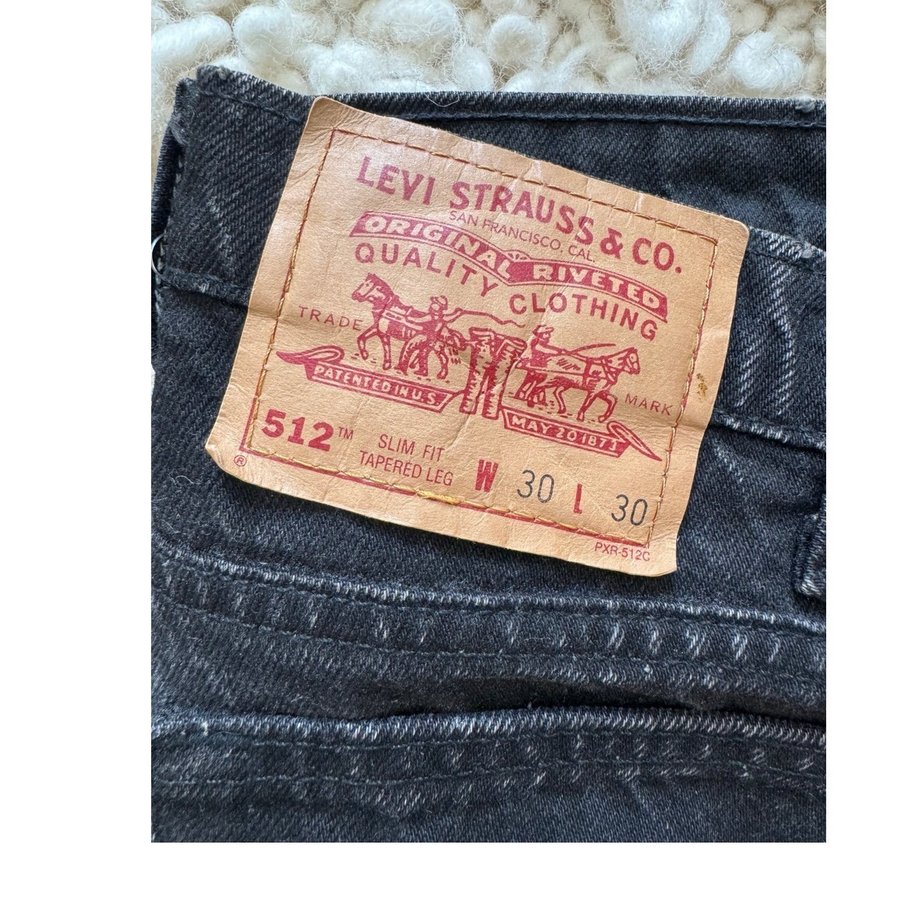 LEVI STRAUSS & CO.
SAN FRANCISCO, CAL.
ORIGINAL RIVETED
QUALITY CLOTHING
TRADE MARK
PATENTED IN U.S.
MAY 20 1873
512™ SLIM FIT
TAPERED LEG
W 30 L 30
®
PXR-512C